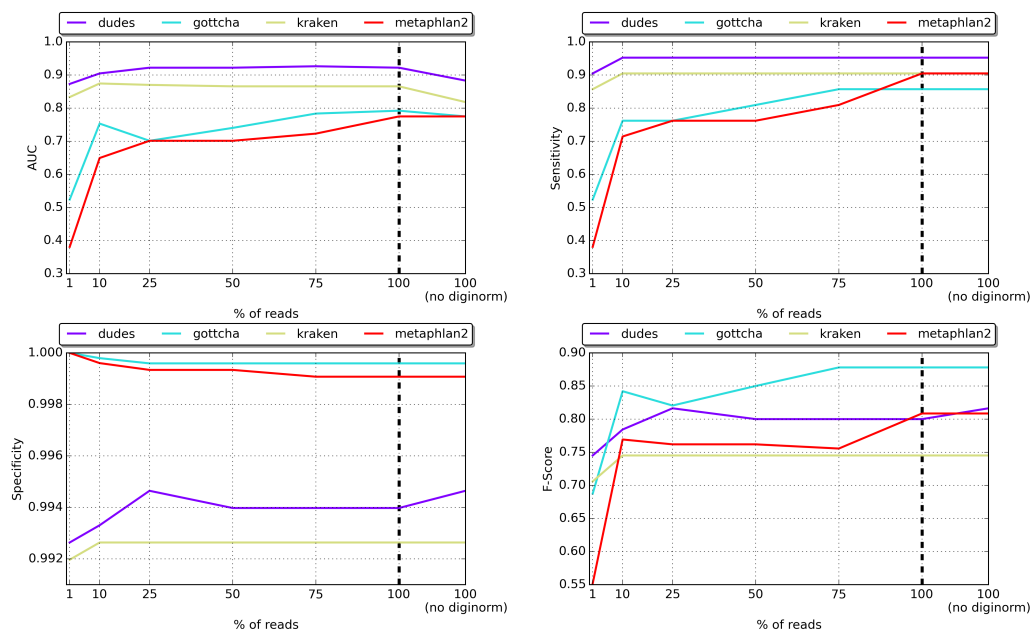 dudes gottcha kraken metaphlan2
1.0
0.9
0.8
0.7
0.6
0.5
0.4
0.3
AUC
1 10 25 50 75 100 100
(no diginorm)
% of reads
dudes gottcha kraken metaphlan2
1.0
0.9
0.8
0.7
0.6
0.5
0.4
0.3
Sensitivity
1 10 25 50 75 100 100
(no diginorm)
% of reads
dudes gottcha kraken metaphlan2
1.000
0.998
0.996
0.994
0.992
Specificity
1 10 25 50 75 100 100
(no diginorm)
% of reads
dudes gottcha kraken metaphlan2
0.90
0.85
0.80
0.75
0.70
0.65
0.60
0.55
F-Score
1 10 25 50 75 100 100
(no diginorm)
% of reads